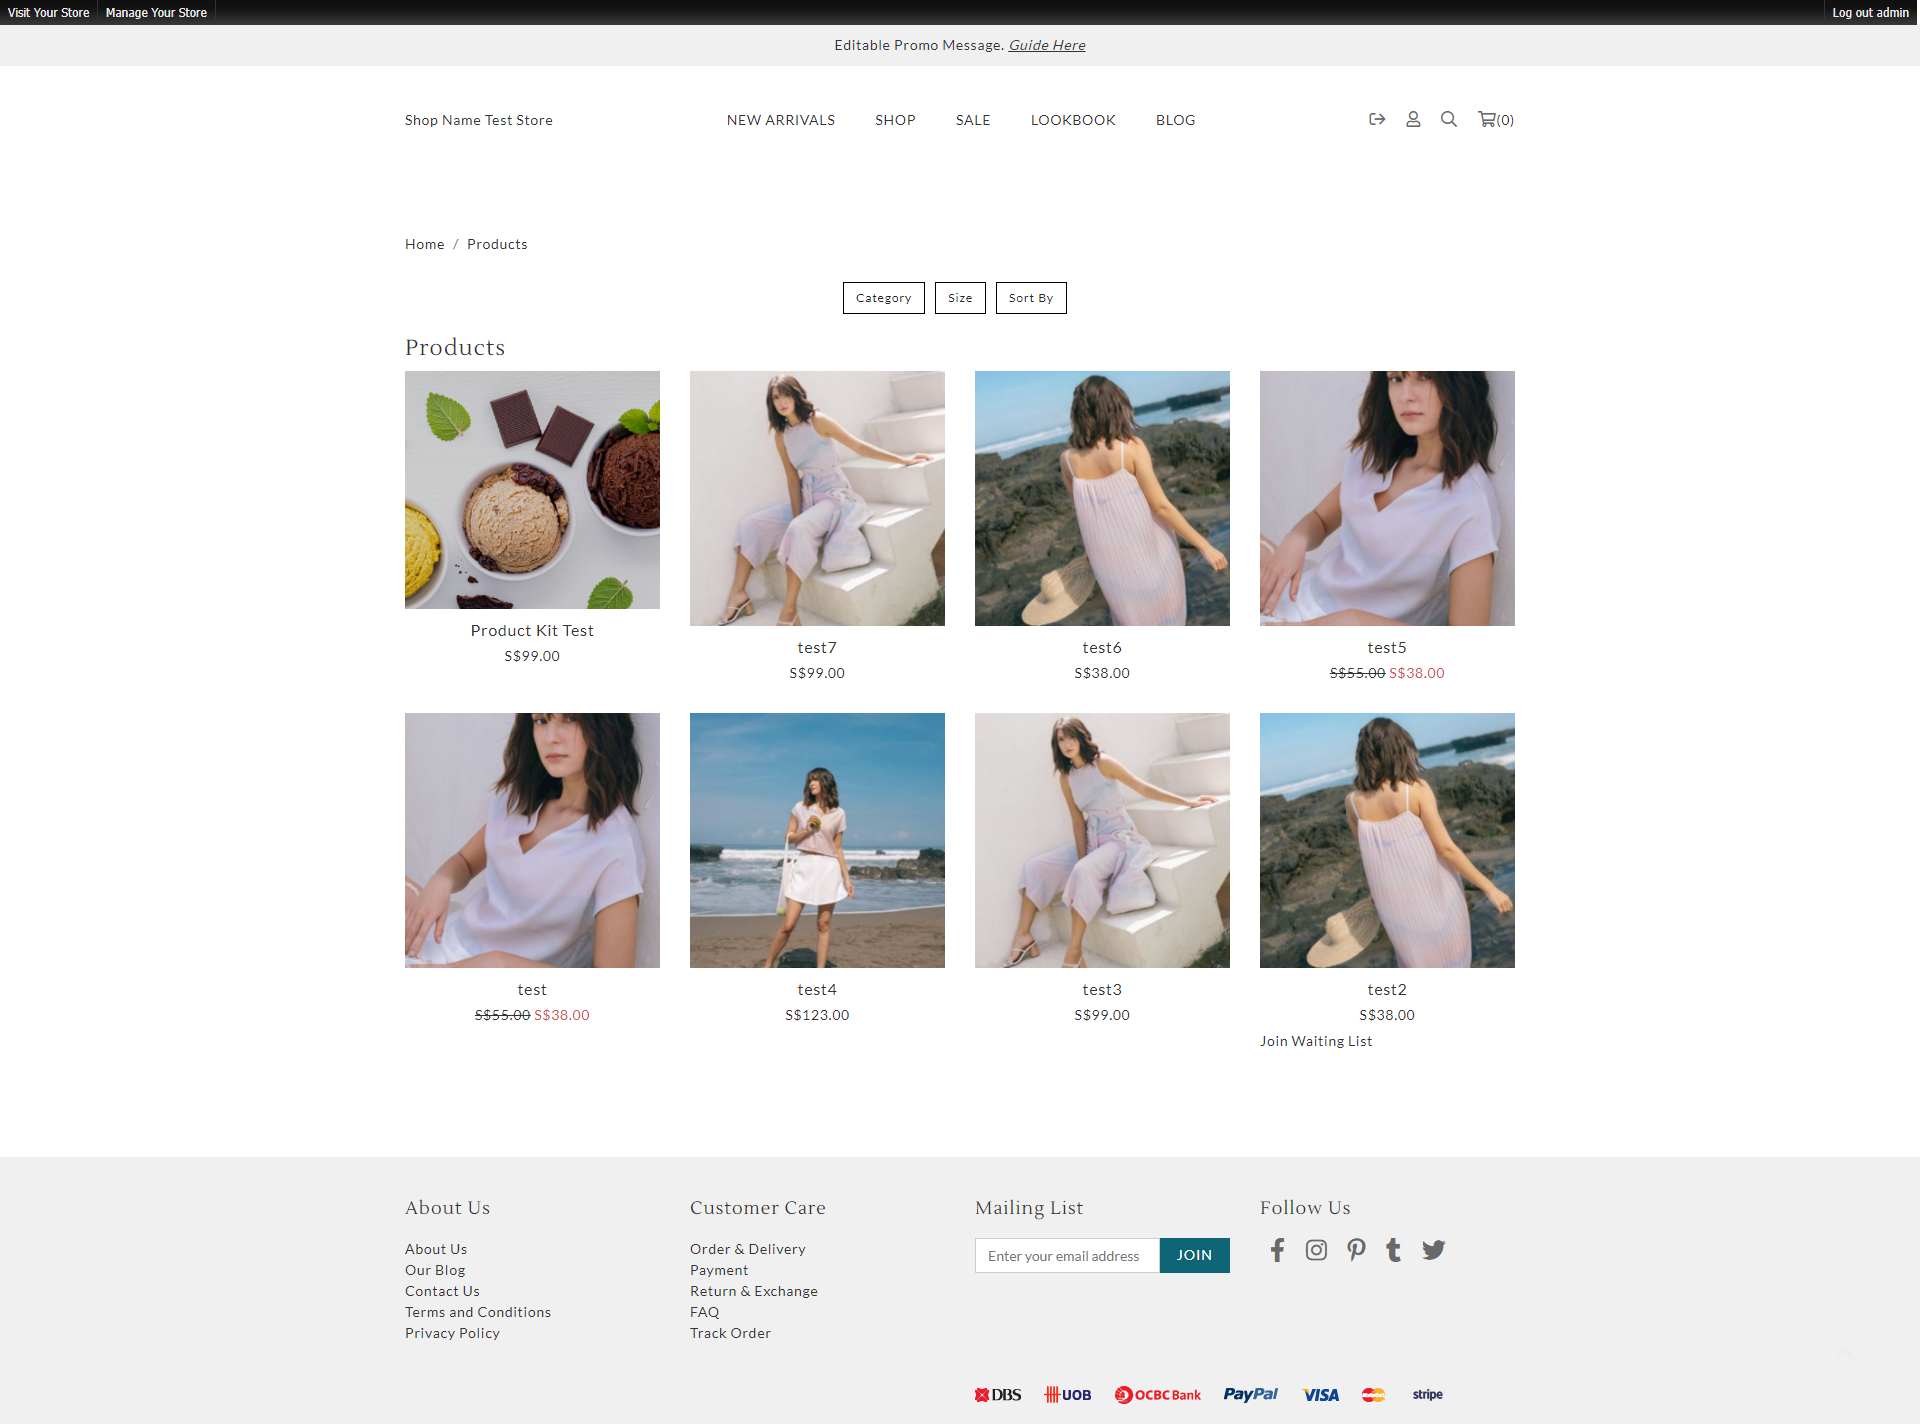 Visit Your Store Manage Your Store Log out admin
Editable Promo Message. Guide Here
Shop Name Test Store NEW ARRIVALS SHOP SALE LOOKBOOK BLOG (0)
Home / Products
Category Size Sort By
Products
Product Kit Test
S$99.00
test7
S$99.00
test6
S$38.00
test5
S$55.00 S$38.00
test
S$55.00 S$38.00
test4
S$123.00
test3
S$99.00
test2
S$38.00
Join Waiting List
About Us
About Us
Our Blog
Contact Us
Terms and Conditions
Privacy Policy
Customer Care
Order & Delivery
Payment
Return & Exchange
FAQ
Track Order
Mailing List
Enter your email address JOIN
Follow Us
DBS UOB OCBC Bank PayPal VISA MasterCard stripe